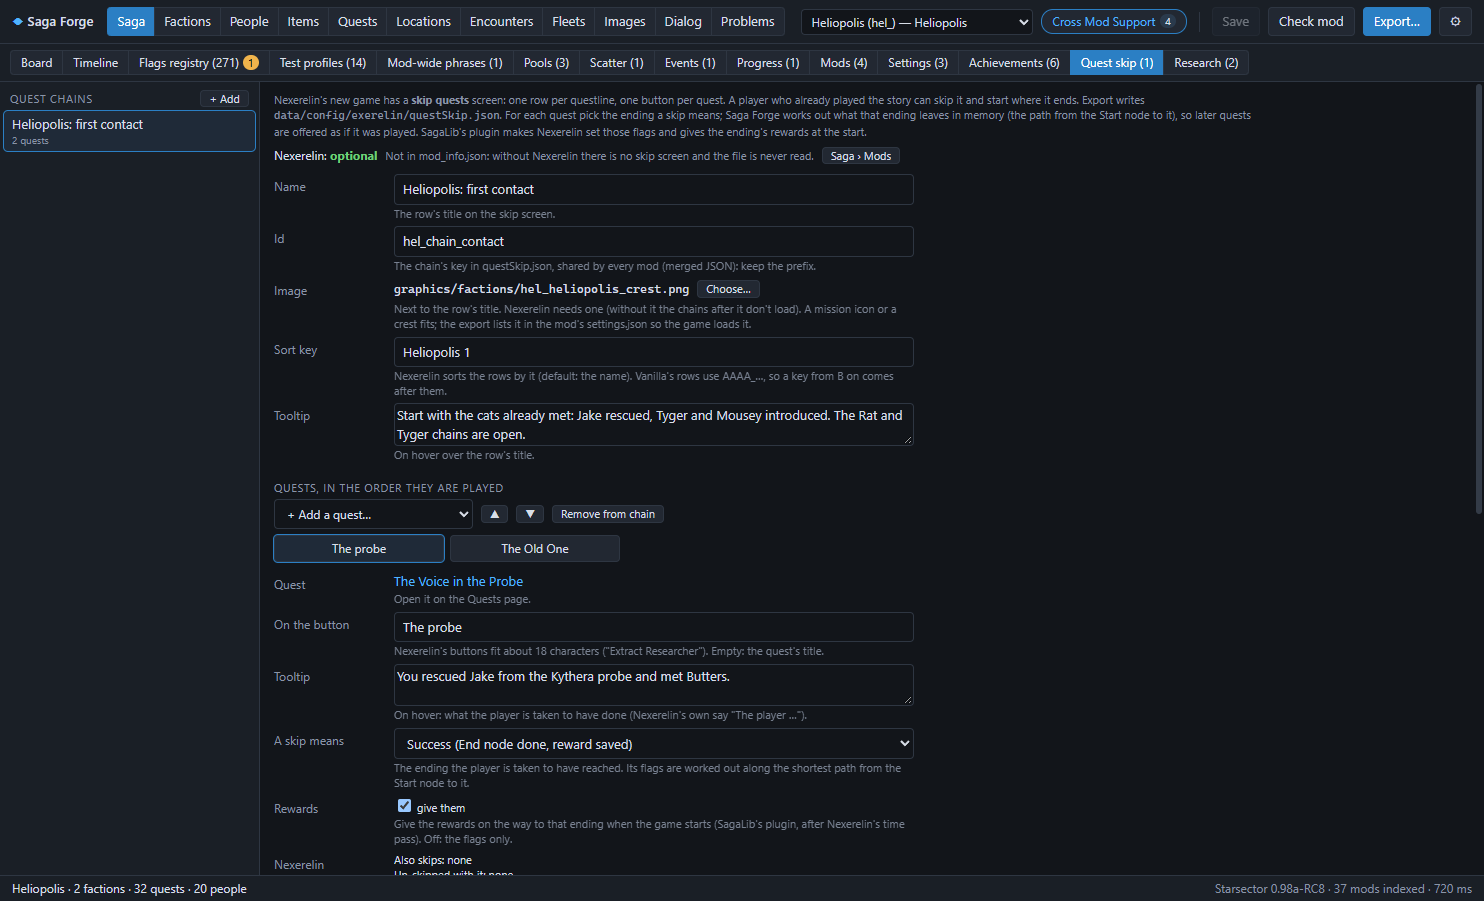 Saga Forge
Saga Factions People Items Quests Locations Encounters Fleets Images Dialog Problems
Heliopolis (hel_) — Heliopolis
Cross Mod Support 4
Save Check mod Export... ⚙
Board Timeline Flags registry (271) 1 Test profiles (14) Mod-wide phrases (1) Pools (3) Scatter (1) Events (1) Progress (1) Mods (4) Settings (3) Achievements (6) Quest skip (1) Research (2)
QUEST CHAINS + Add
Heliopolis: first contact
2 quests
Nexerelin's new game has a skip quests screen: one row per questline, one button per quest. A player who already played the story can skip it and start where it ends. Export writes
data/config/exerelin/questSkip.json. For each quest pick the ending a skip means; Saga Forge works out what that ending leaves in memory (the path from the Start node to it), so later quests
are offered as if it was played. SagaLib's plugin makes Nexerelin set those flags and gives the ending's rewards at the start.
Nexerelin: optional Not in mod_info.json: without Nexerelin there is no skip screen and the file is never read. Saga › Mods
Name
Heliopolis: first contact
The row's title on the skip screen.
Id
hel_chain_contact
The chain's key in questSkip.json, shared by every mod (merged JSON): keep the prefix.
Image
graphics/factions/hel_heliopolis_crest.png Choose...
Next to the row's title. Nexerelin needs one (without it the chains after it don't load). A mission icon or a
crest fits; the export lists it in the mod's settings.json so the game loads it.
Sort key
Heliopolis 1
Nexerelin sorts the rows by it (default: the name). Vanilla's rows use AAAA_..., so a key from B on comes
after them.
Tooltip
Start with the cats already met: Jake rescued, Tyger and Mousey introduced. The Rat and
Tyger chains are open.
On hover over the row's title.
QUESTS, IN THE ORDER THEY ARE PLAYED
+ Add a quest... ▲ ▼ Remove from chain
The probe The Old One
Quest
The Voice in the Probe
Open it on the Quests page.
On the button
The probe
Nexerelin's buttons fit about 18 characters ("Extract Researcher"). Empty: the quest's title.
Tooltip
You rescued Jake from the Kythera probe and met Butters.
On hover: what the player is taken to have done (Nexerelin's own say "The player ...").
A skip means
Success (End node done, reward saved)
The ending the player is taken to have reached. Its flags are worked out along the shortest path from the
Start node to it.
Rewards
give them
Give the rewards on the way to that ending when the game starts (SagaLib's plugin, after Nexerelin's time
pass). Off: the flags only.
Nexerelin
Also skips: none
Un-skipped with it: none
Heliopolis · 2 factions · 32 quests · 20 people
Starsector 0.98a-RC8 · 37 mods indexed · 720 ms